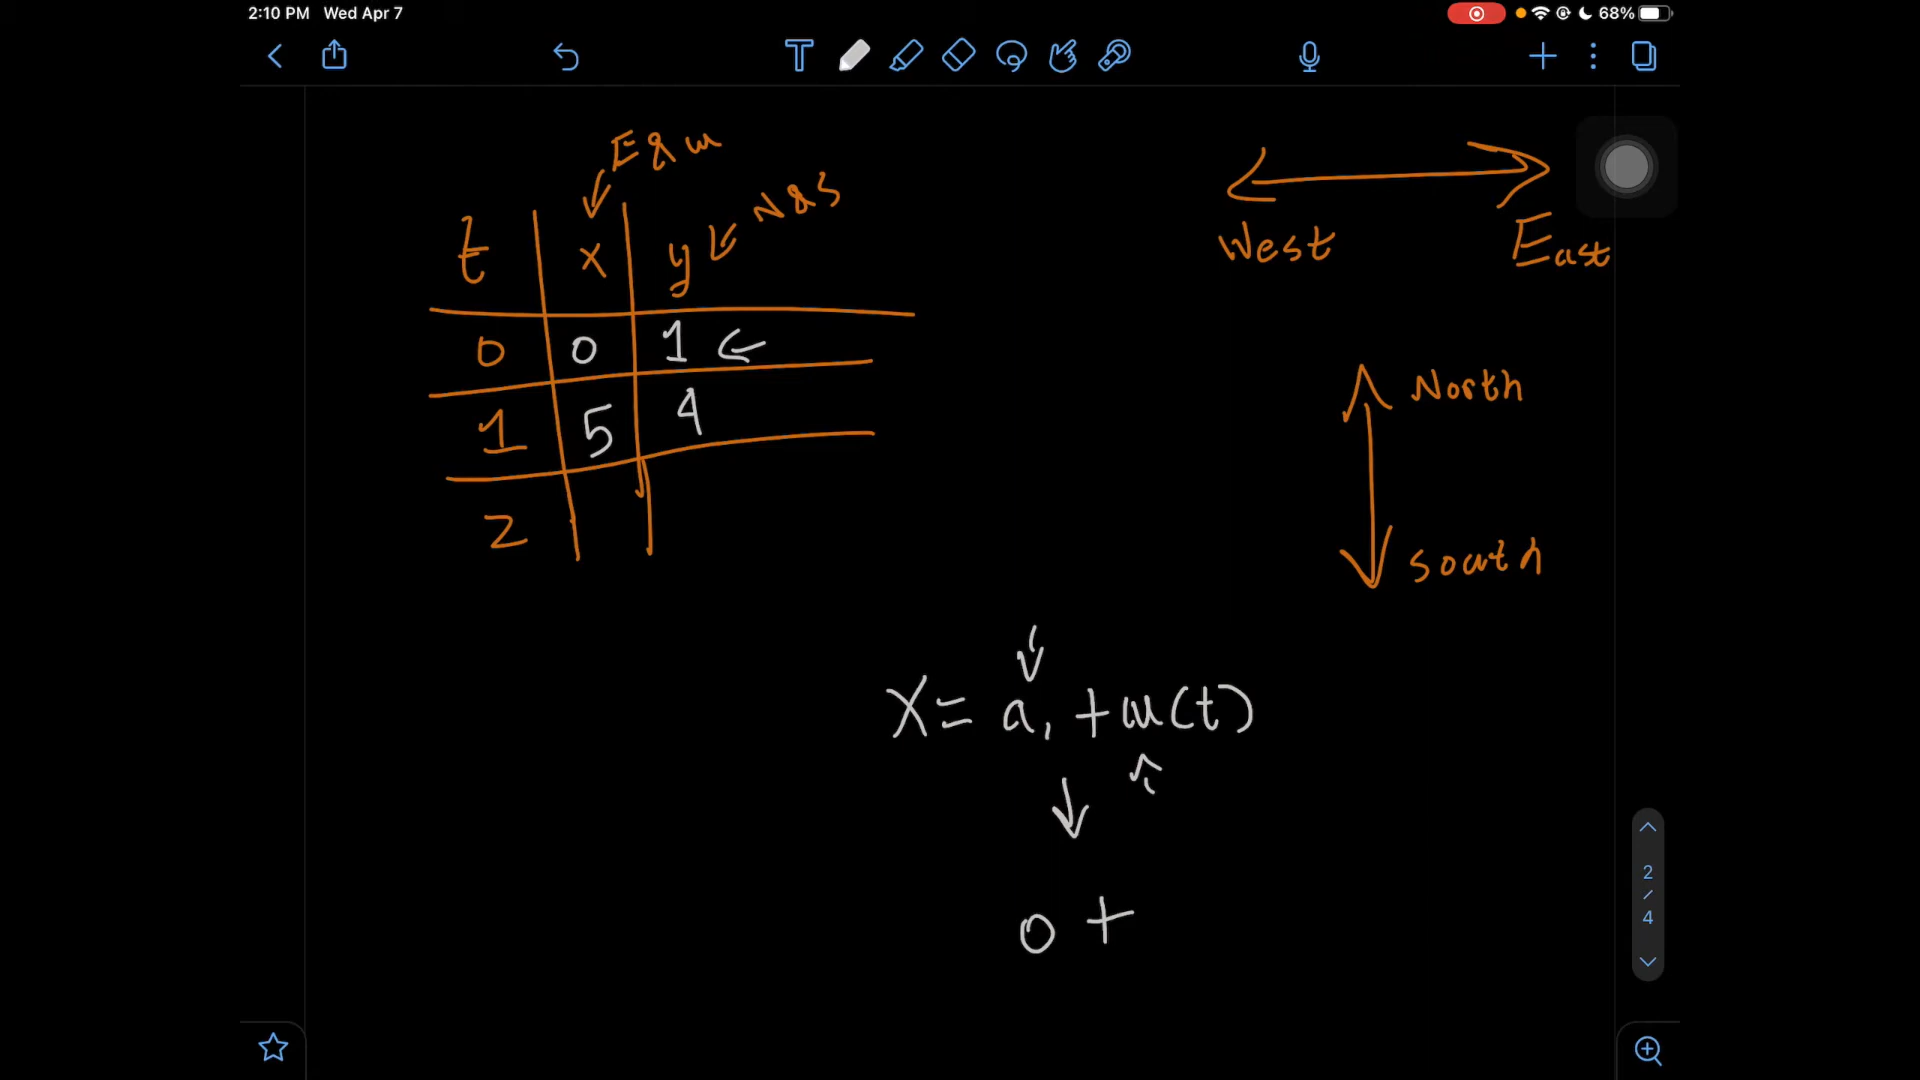 2:10 PM Wed Apr 7
68%
E & W
N & S
t x y
0 0 1
1 5 4
2
West
East
North
South
X = a₁ + u(t)
0 +
2
/
4